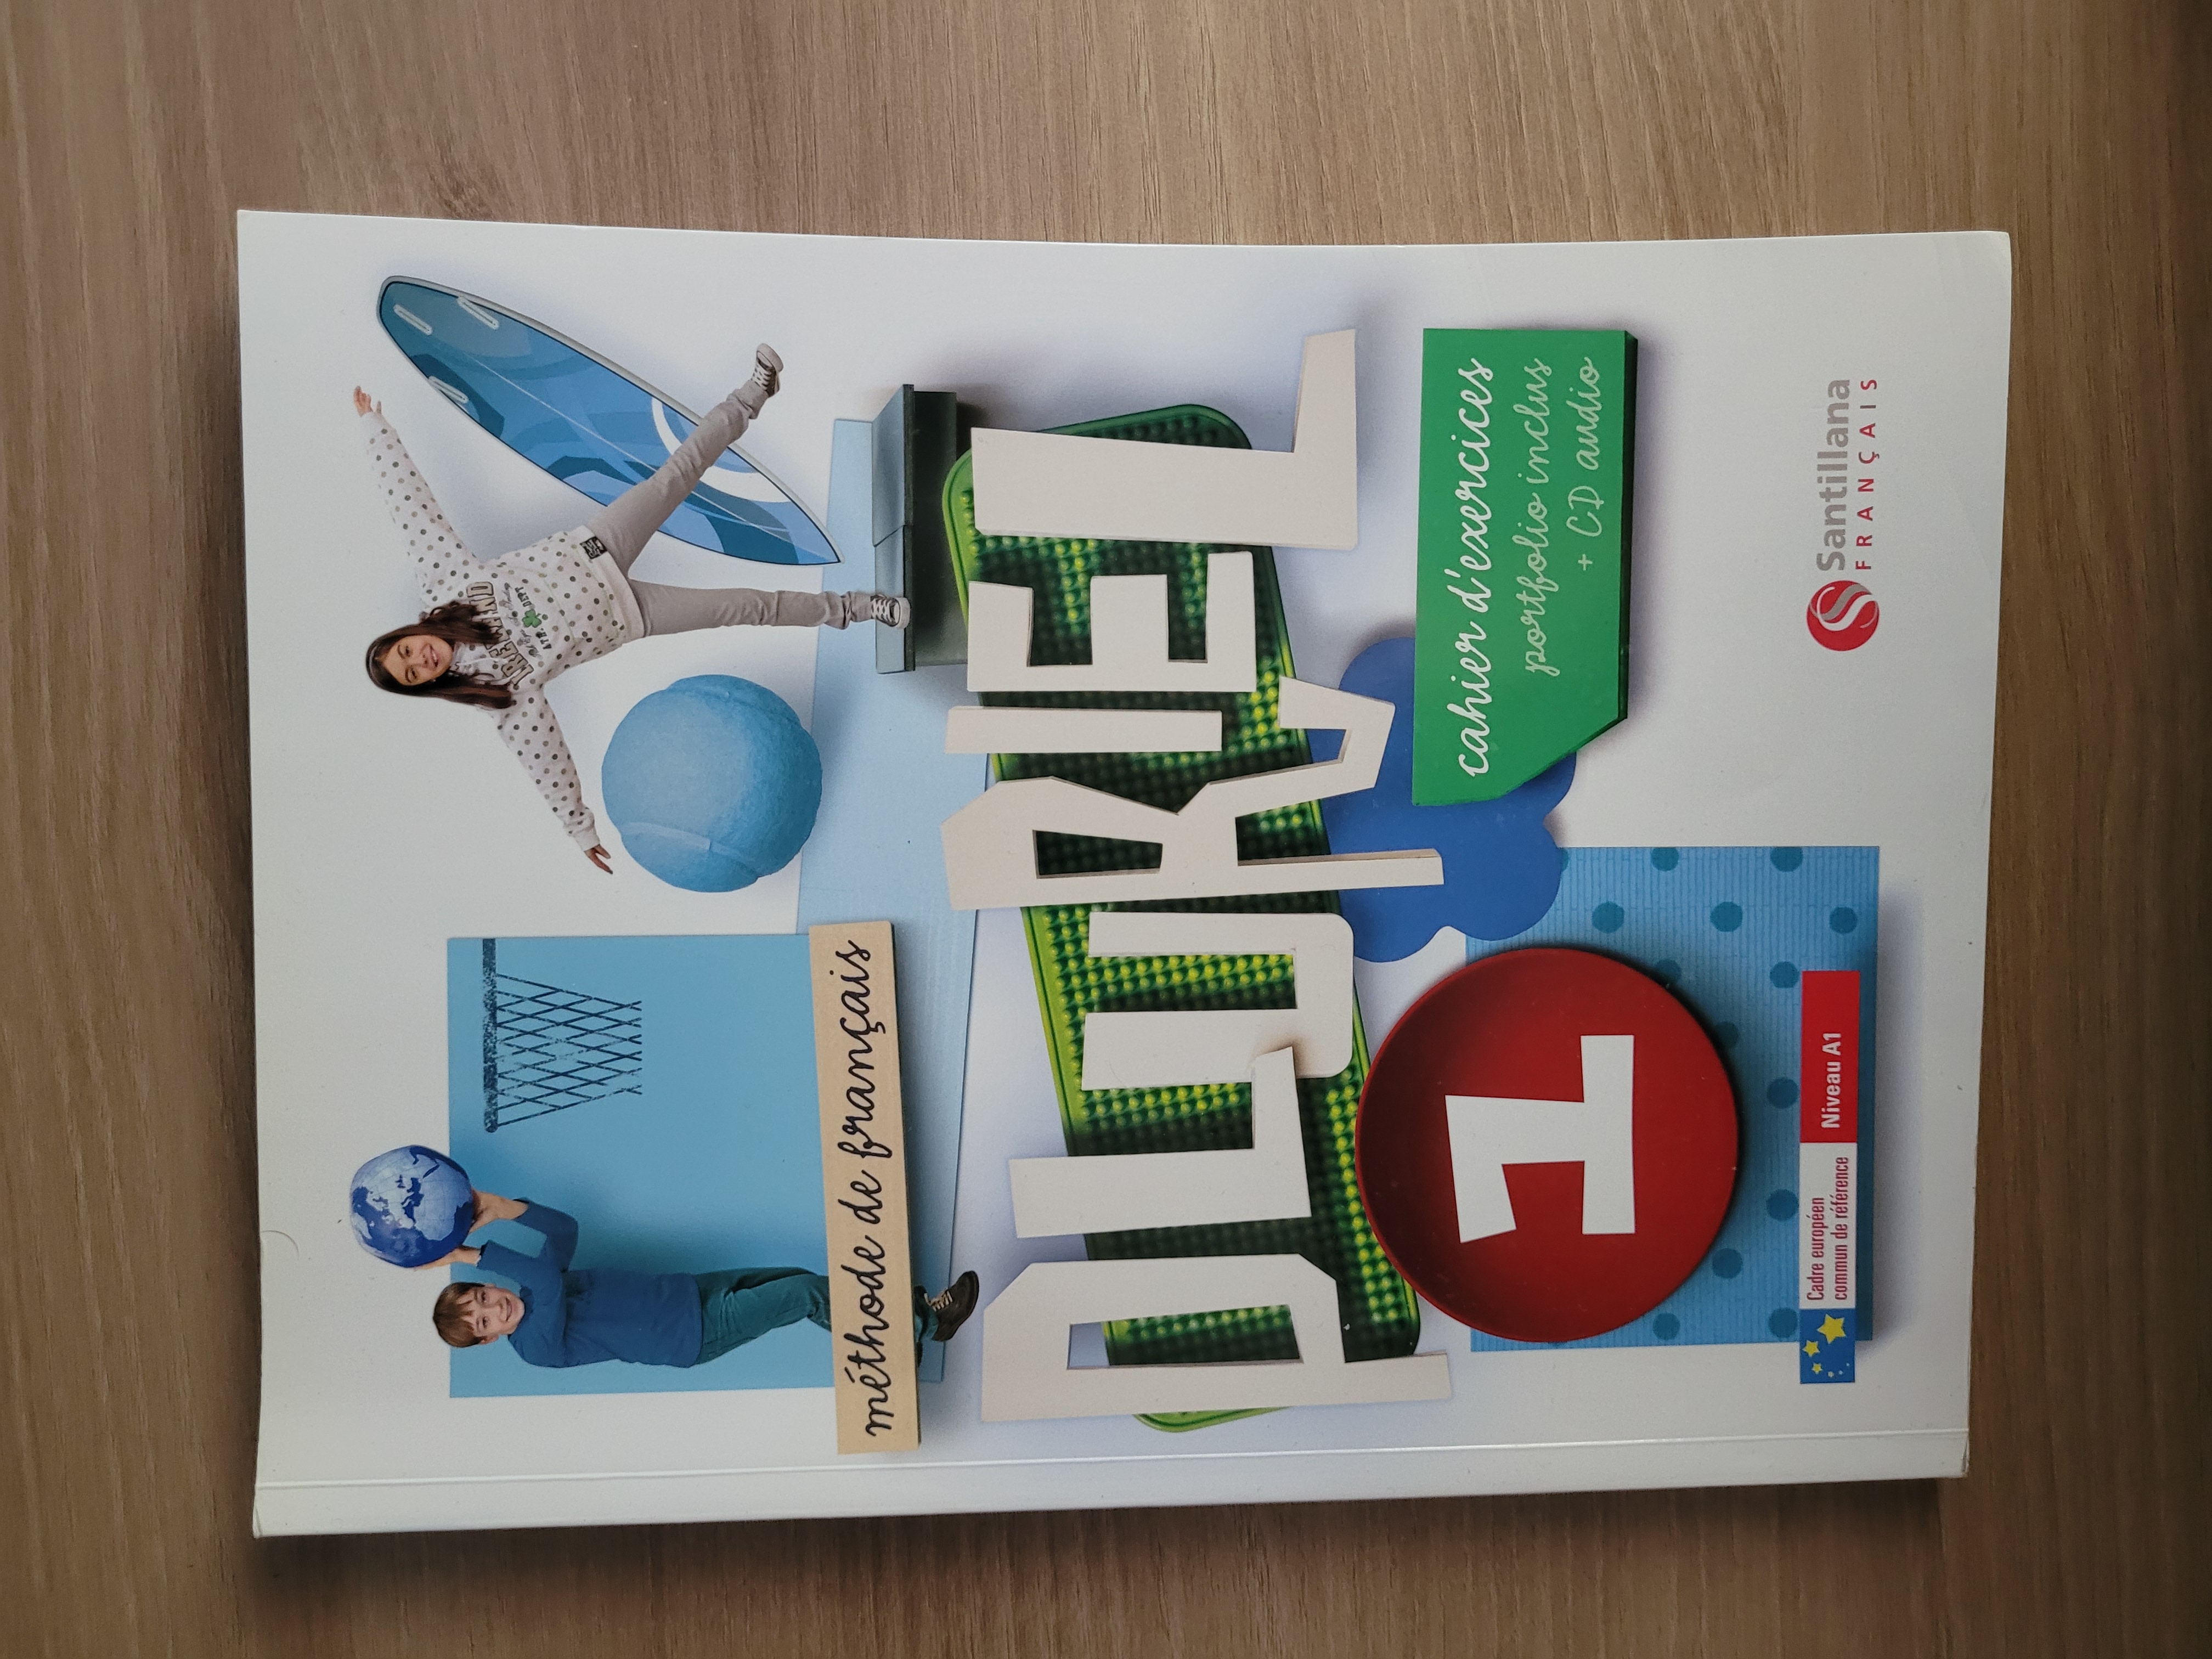 IRELAND
méthode de français
PLURIEL
1
cahier d'exercices
portfolio inclus
+ CD audio
Cadre européen
commun de référence
Niveau A1
Santillana
FRANÇAIS